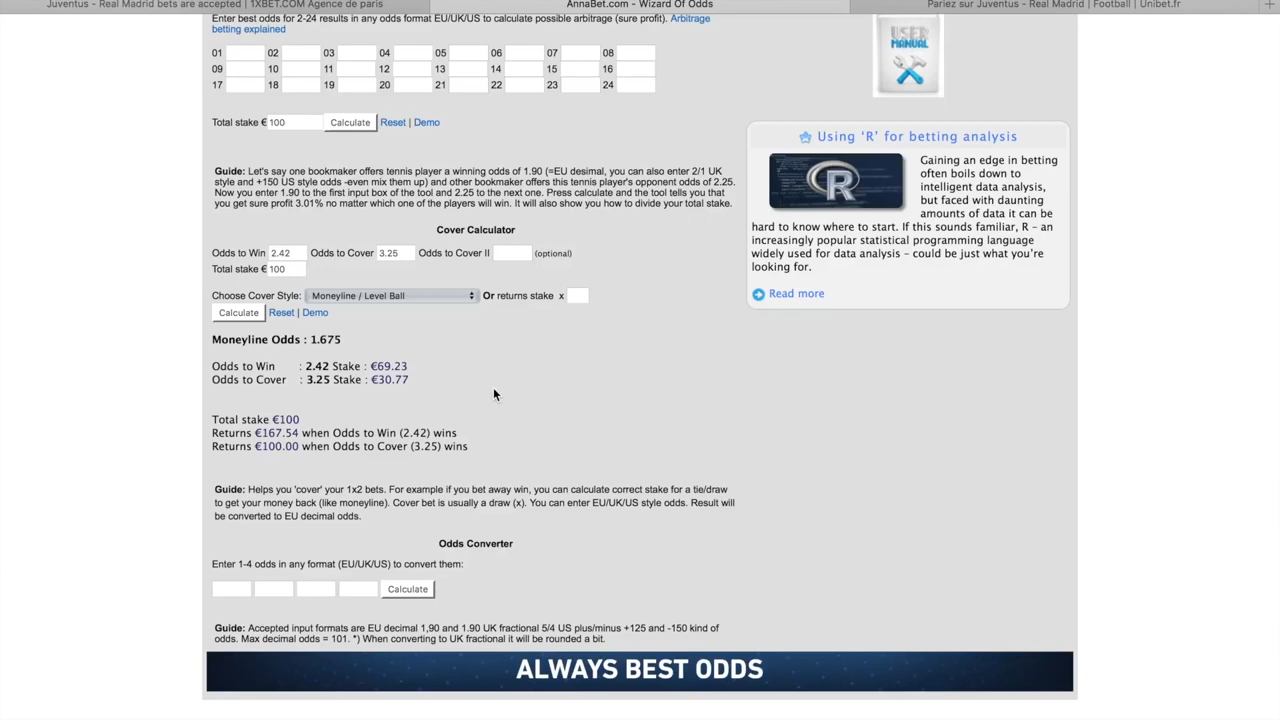 Juventus - Real Madrid bets are accepted | 1XBET.COM Agence de paris
AnnaBet.com - Wizard Of Odds
Pariez sur Juventus - Real Madrid | Football | Unibet.fr
+
Enter best odds for 2-24 results in any odds format EU/UK/US to calculate possible arbitrage (sure profit). Arbitrage
betting explained
01 02 03 04 05 06 07 08
09 10 11 12 13 14 15 16
17 18 19 20 21 22 23 24
Total stake € 100 Calculate Reset | Demo
Guide: Let's say one bookmaker offers tennis player a winning odds of 1.90 (=EU decimal, you can also enter 2/1 UK
style and +150 US style odds -even mix them up) and other bookmaker offers this tennis player's opponent odds of 2.25.
Now you enter 1.90 to the first input box of the tool and 2.25 to the next one. Press calculate and the tool tells you that
you get sure profit 3.01% no matter which one of the players will win. It will also show you how to divide your total stake.
Cover Calculator
Odds to Win 2.42 Odds to Cover 3.25 Odds to Cover II (optional)
Total stake € 100
Choose Cover Style: Moneyline / Level Ball Or returns stake x
Calculate Reset | Demo
Moneyline Odds : 1.675
Odds to Win : 2.42 Stake : €69.23
Odds to Cover : 3.25 Stake : €30.77
Total stake €100
Returns €167.54 when Odds to Win (2.42) wins
Returns €100.00 when Odds to Cover (3.25) wins
Guide: Helps you 'cover' your 1x2 bets. For example if you bet away win, you can calculate correct stake for a tie/draw
to get your money back (like moneyline). Cover bet is usually a draw (x). You can enter EU/UK/US style odds. Result will
be converted to EU decimal odds.
Odds Converter
Enter 1-4 odds in any format (EU/UK/US) to convert them:
Calculate
Guide: Accepted input formats are EU decimal 1,90 and 1.90 UK fractional 5/4 US plus/minus +125 and -150 kind of
odds. Max decimal odds = 101. *) When converting to UK fractional it will be rounded a bit.
ALWAYS BEST ODDS
USER
MANUAL
Using 'R' for betting analysis
R
Gaining an edge in betting
often boils down to
intelligent data analysis,
but faced with daunting
amounts of data it can be
hard to know where to start. If this sounds familiar, R – an
increasingly popular statistical programming language
widely used for data analysis – could be just what you're
looking for.
Read more